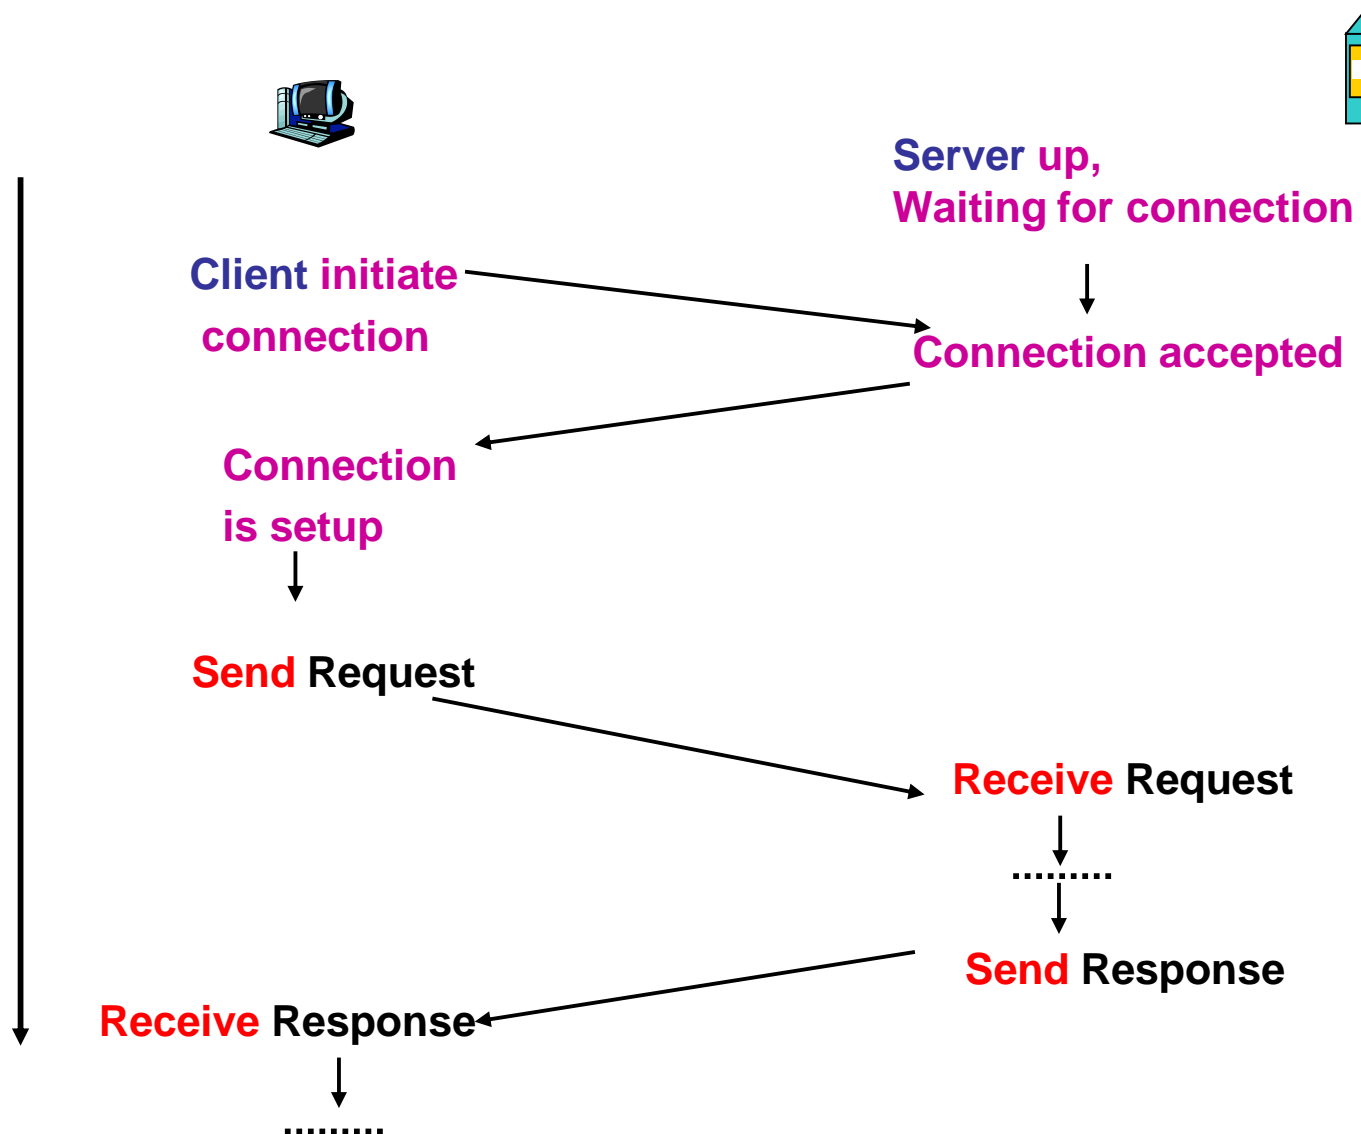 Server up,
Waiting for connection
Client initiate
connection
Connection accepted
Connection
is setup
Send Request
Receive Request
.........
Send Response
Receive Response
.........